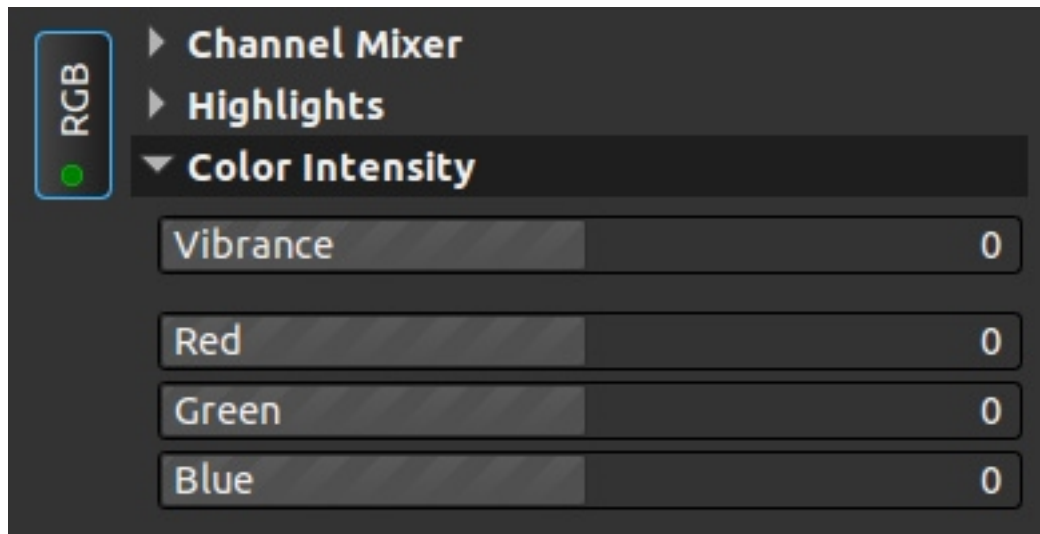 RGB
Channel Mixer
Highlights
Color Intensity
Vibrance 0
Red 0
Green 0
Blue 0